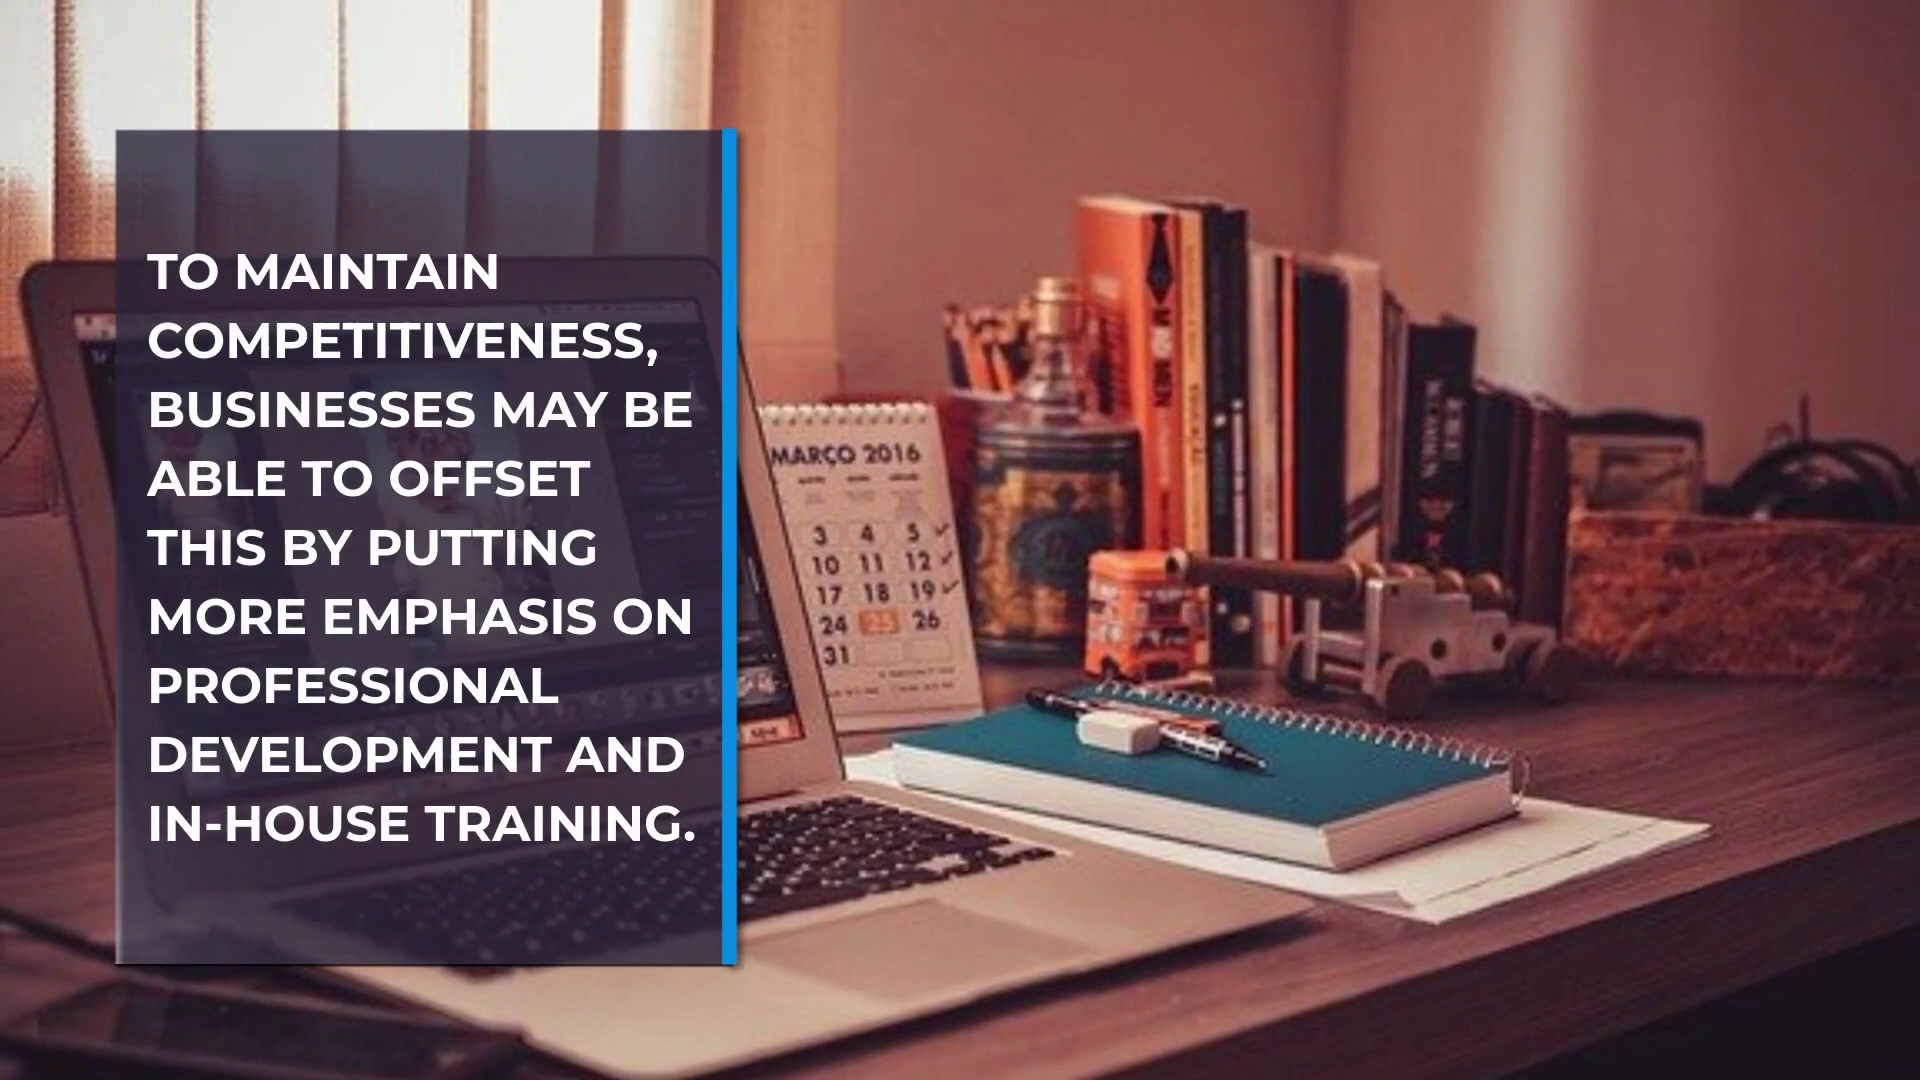 TO MAINTAIN
COMPETITIVENESS,
BUSINESSES MAY BE
ABLE TO OFFSET
THIS BY PUTTING
MORE EMPHASIS ON
PROFESSIONAL
DEVELOPMENT AND
IN-HOUSE TRAINING.
MARÇO 2016
3 4 5
10 11 12
17 18 19
24 25 26
31